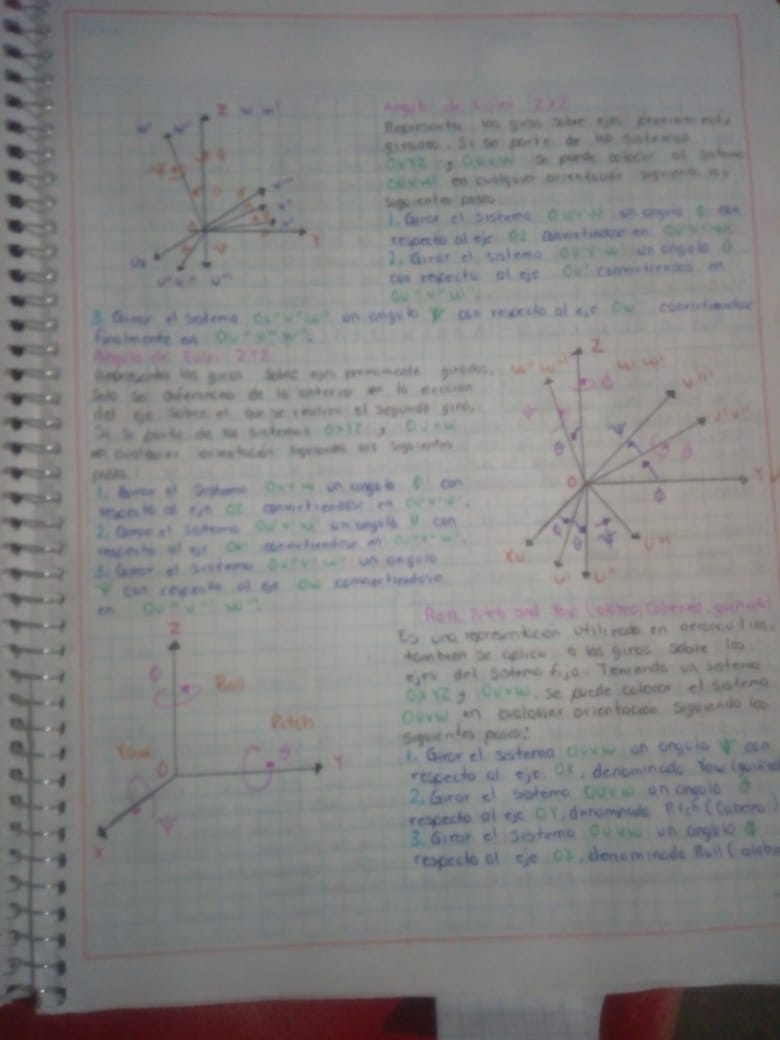 Angulo de Euler ZXZ
Representa los giros sobre ejes previamente
girados. Si se parte de los sistemas
OXYZ y OUVW se puede colocar al sistema
OUVW en cualquier orientación siguiendo los
siguientes pasos
1. Girar el sistema OUVW un angulo Φ con
respecto al eje OZ convirtiendose en OU'V'W'.
2. Girar el sistema OU'V'W' un angulo θ
con respecto al eje OU' convirtiendose en
OU''V''W''.
3. Girar el sistema OU''V''W'' un angulo Ψ con respecto al eje OW'' convirtiendose
finalmente en OU'''V'''W'''.
Z
Y
Angulo de Euler ZYZ
Representa los giros sobre ejes previamente girados,
Solo se diferencia de la anterior en la elección
del eje sobre el que se realiza el segundo giro,
Si se parte de los sistemas OXYZ y OUVW
en cualquier orientación siguiendo los siguientes
pasos
1. Girar el Sistema OUVW un angulo Φ con
respecto al eje OZ convirtiendose en OU'V'W'.
2. Girar el Sistema OU'V'W' un angulo θ con
respecto al eje convirtiendose en OU''V''W''.
3. Girar el sistema un angulo
Ψ con respecto al eje OW convirtiendose
en OU'''V'''W'''
Z
O
Y
XU
U'
U''
U'''
Roll, Pitch and Yaw
Es una representación utilizada en aeronautica,
tambien se aplica a los giros sobre los
ejes del sistema fijo. Teniendo un sistema
OXYZ y OUVW se puede colocar el sistema
OUVW en cualquier orientación siguiendo los
siguientes pasos:
1. Girar el sistema OUVW un angulo Ψ con
respecto al eje OX, denominado Yaw
2. Girar el sistema OUVW un angulo θ
respecto al eje OY, denominado Pitch (Cabeceo)
3. Girar el sistema OUVW un angulo Φ
respecto al eje OZ, denominado Roll
Z
Φ Roll
Pitch
Yaw O θ Y
Ψ
X